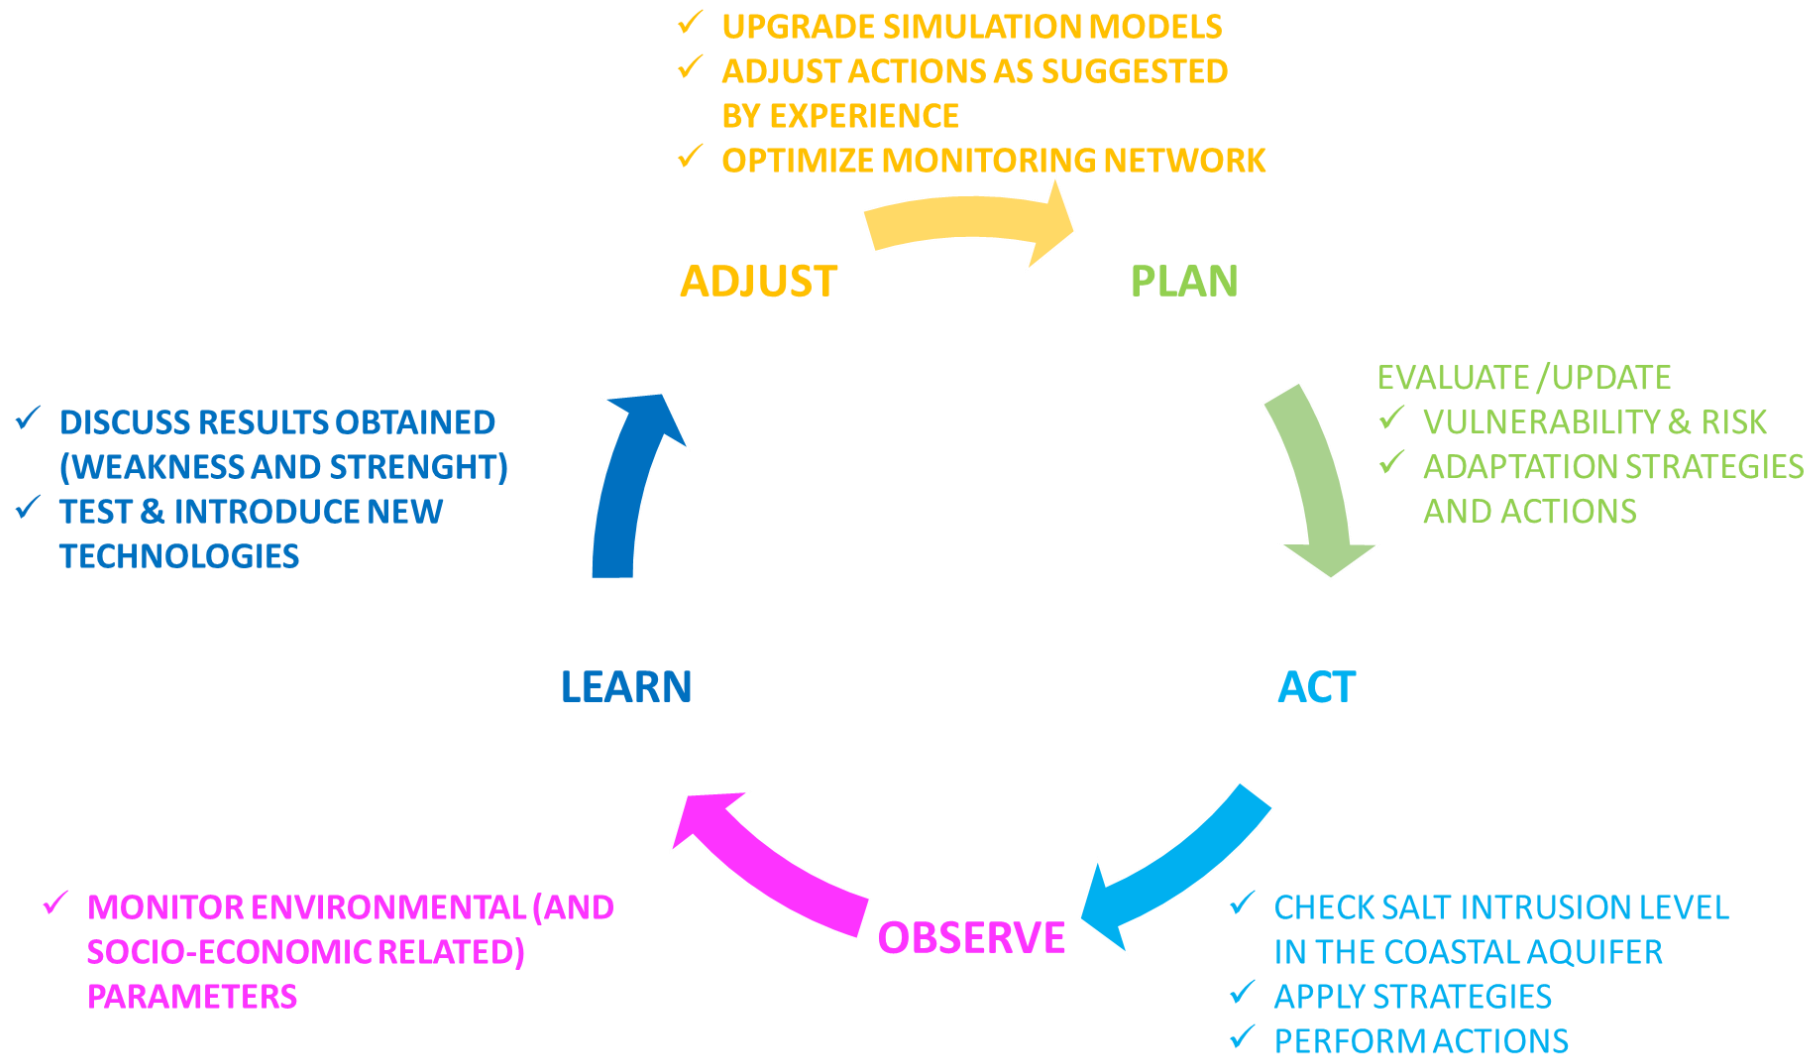 ✓ UPGRADE SIMULATION MODELS
✓ ADJUST ACTIONS AS SUGGESTED
BY EXPERIENCE
✓ OPTIMIZE MONITORING NETWORK
ADJUST
PLAN
EVALUATE /UPDATE
✓ VULNERABILITY & RISK
✓ ADAPTATION STRATEGIES
AND ACTIONS
✓ DISCUSS RESULTS OBTAINED
(WEAKNESS AND STRENGHT)
✓ TEST & INTRODUCE NEW
TECHNOLOGIES
LEARN
ACT
OBSERVE
✓ MONITOR ENVIRONMENTAL (AND
SOCIO-ECONOMIC RELATED)
PARAMETERS
✓ CHECK SALT INTRUSION LEVEL
IN THE COASTAL AQUIFER
✓ APPLY STRATEGIES
✓ PERFORM ACTIONS